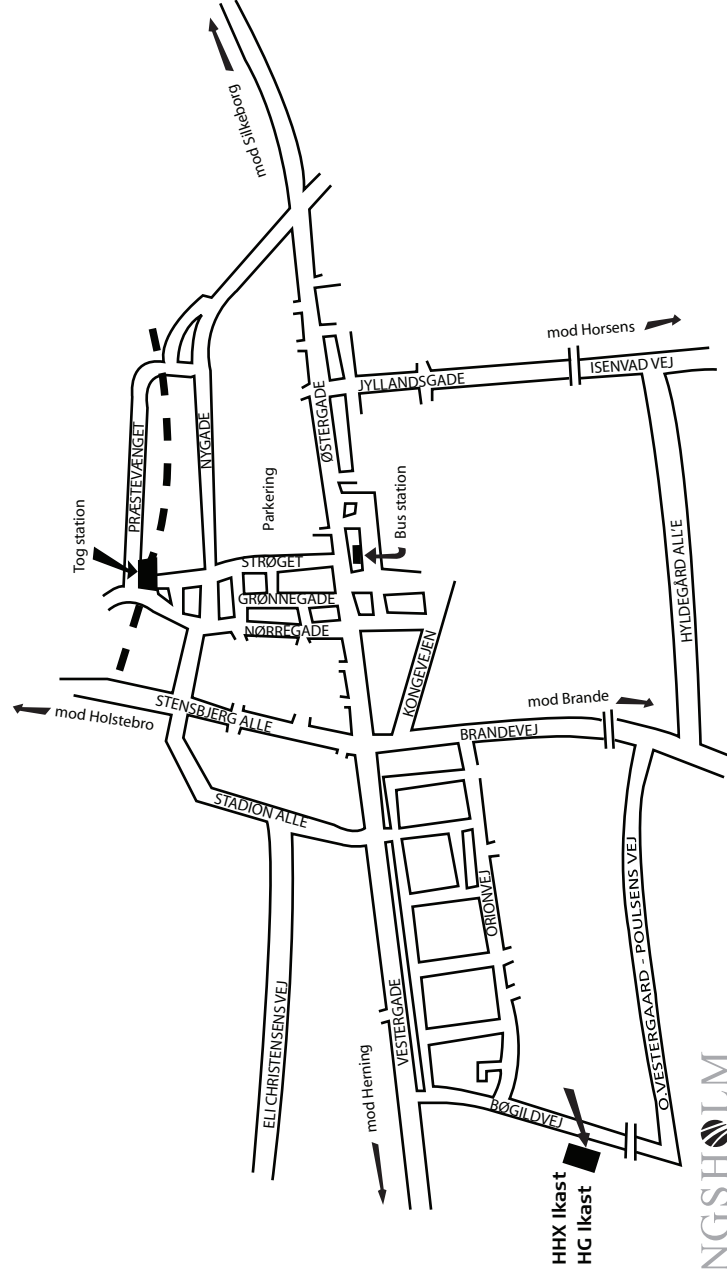 mod Silkeborg
mod Horsens
ISENVAD VEJ
JYLLANDSGADE
ØSTERGADE
NYGADE
PRÆSTEVÆNGET
Parkering
Bus station
Tog station
STRØGET
GRØNNEGADE
NØRREGADE
HYLDEGÅRD ALL'E
KONGEVEJEN
mod Brande
BRANDEVEJ
STENSBJERG ALLE
mod Holstebro
STADION ALLE
ORIONVEJ
O.VESTERGAARD - POULSENS VEJ
VESTERGADE
ELI CHRISTENSENS VEJ
mod Herning
BØGILDVEJ
HHX Ikast
HG Ikast
NGSHOLM